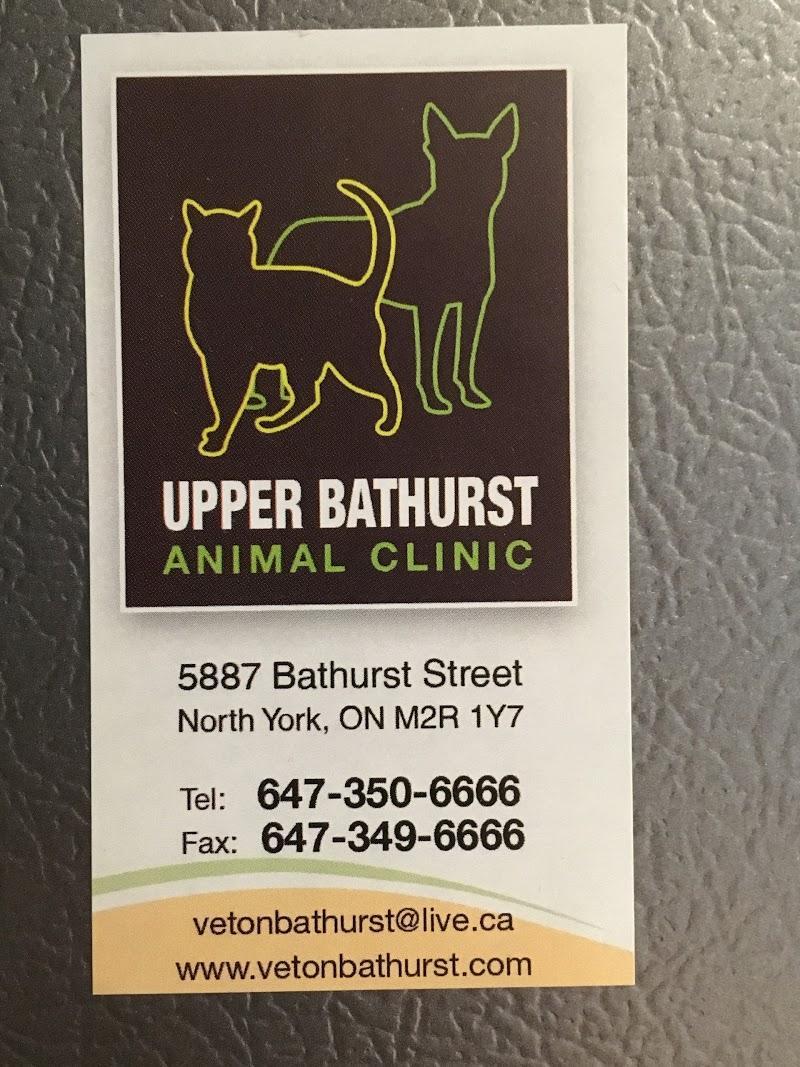 UPPER BATHURST
ANIMAL CLINIC
5887 Bathurst Street
North York, ON M2R 1Y7
Tel: 647-350-6666
Fax: 647-349-6666
vetonbathurst@live.ca
www.vetonbathurst.com